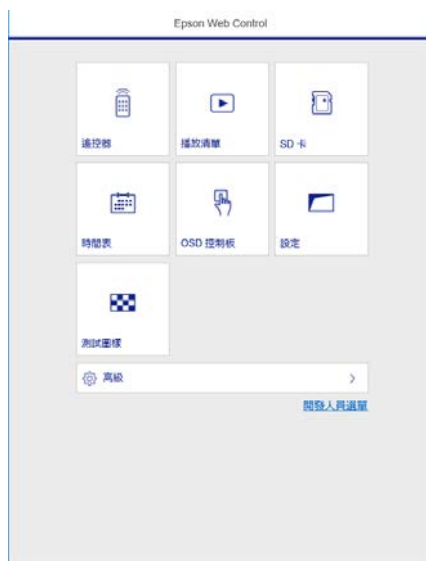 Epson Web Control
遙控器
播放清單
SD 卡
時間表
OSD 控制板
設定
測試圖樣
高級
開發人員選單